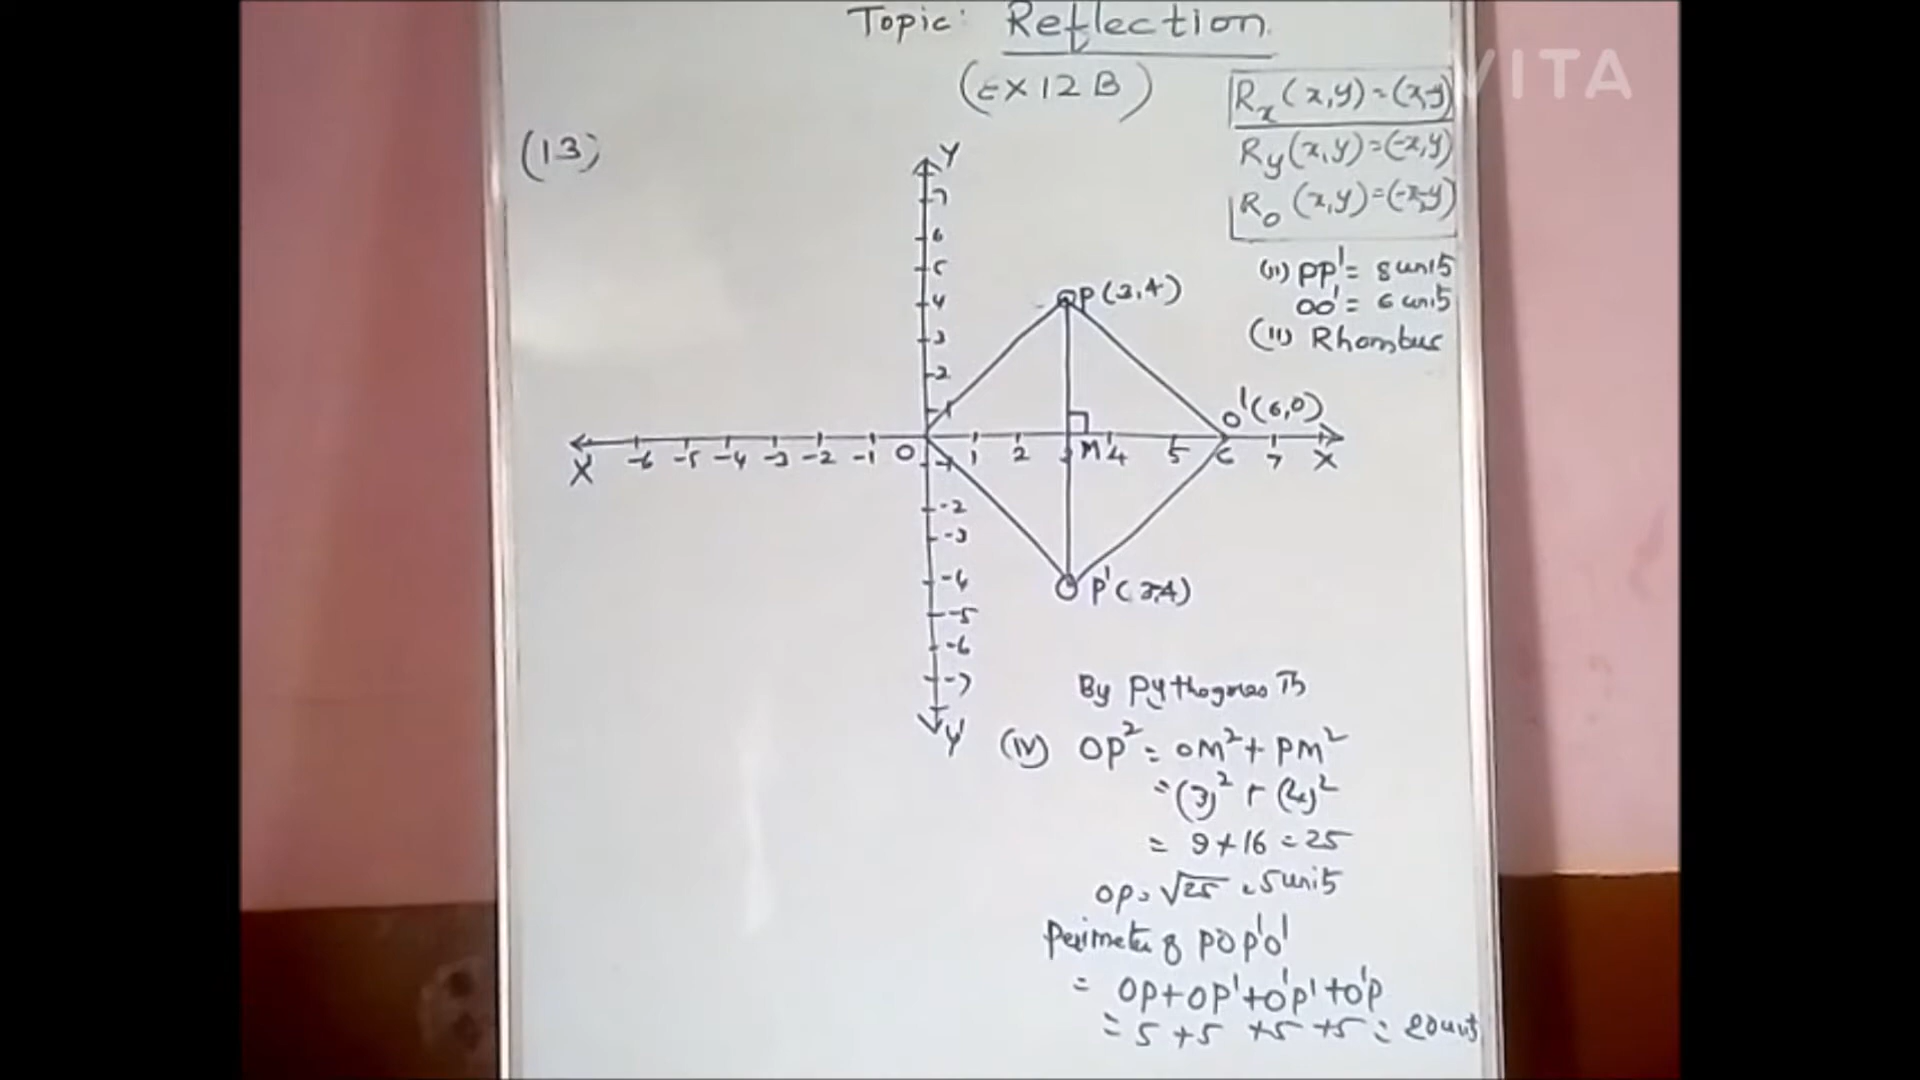 Topic: Reflection
(EX 12 B)
VITA
Rx (x,y) = (x,-y)
Ry (x,y) = (-x,y)
Ro (x,y) = (-x,-y)
(13)
Y
7
6
5
4
3
2
1
P (3,4)
(ii) PP' = 8 units
OO' = 6 units
(iii) Rhombus
O' (6,0)
X -6 -5 -4 -3 -2 -1 O 1 2 3 M 4 5 6 7 X
-1
-2
-3
-4
-5
-6
-7
Y'
P' (3,4)
By Pythagoras Th
(iv) OP² = OM² + PM²
= (3)² + (4)²
= 9 + 16 = 25
OP = √25 = 5 units
Perimeter of POP'O'
= OP + OP' + O'P' + O'P
= 5 + 5 + 5 + 5 = 20 units